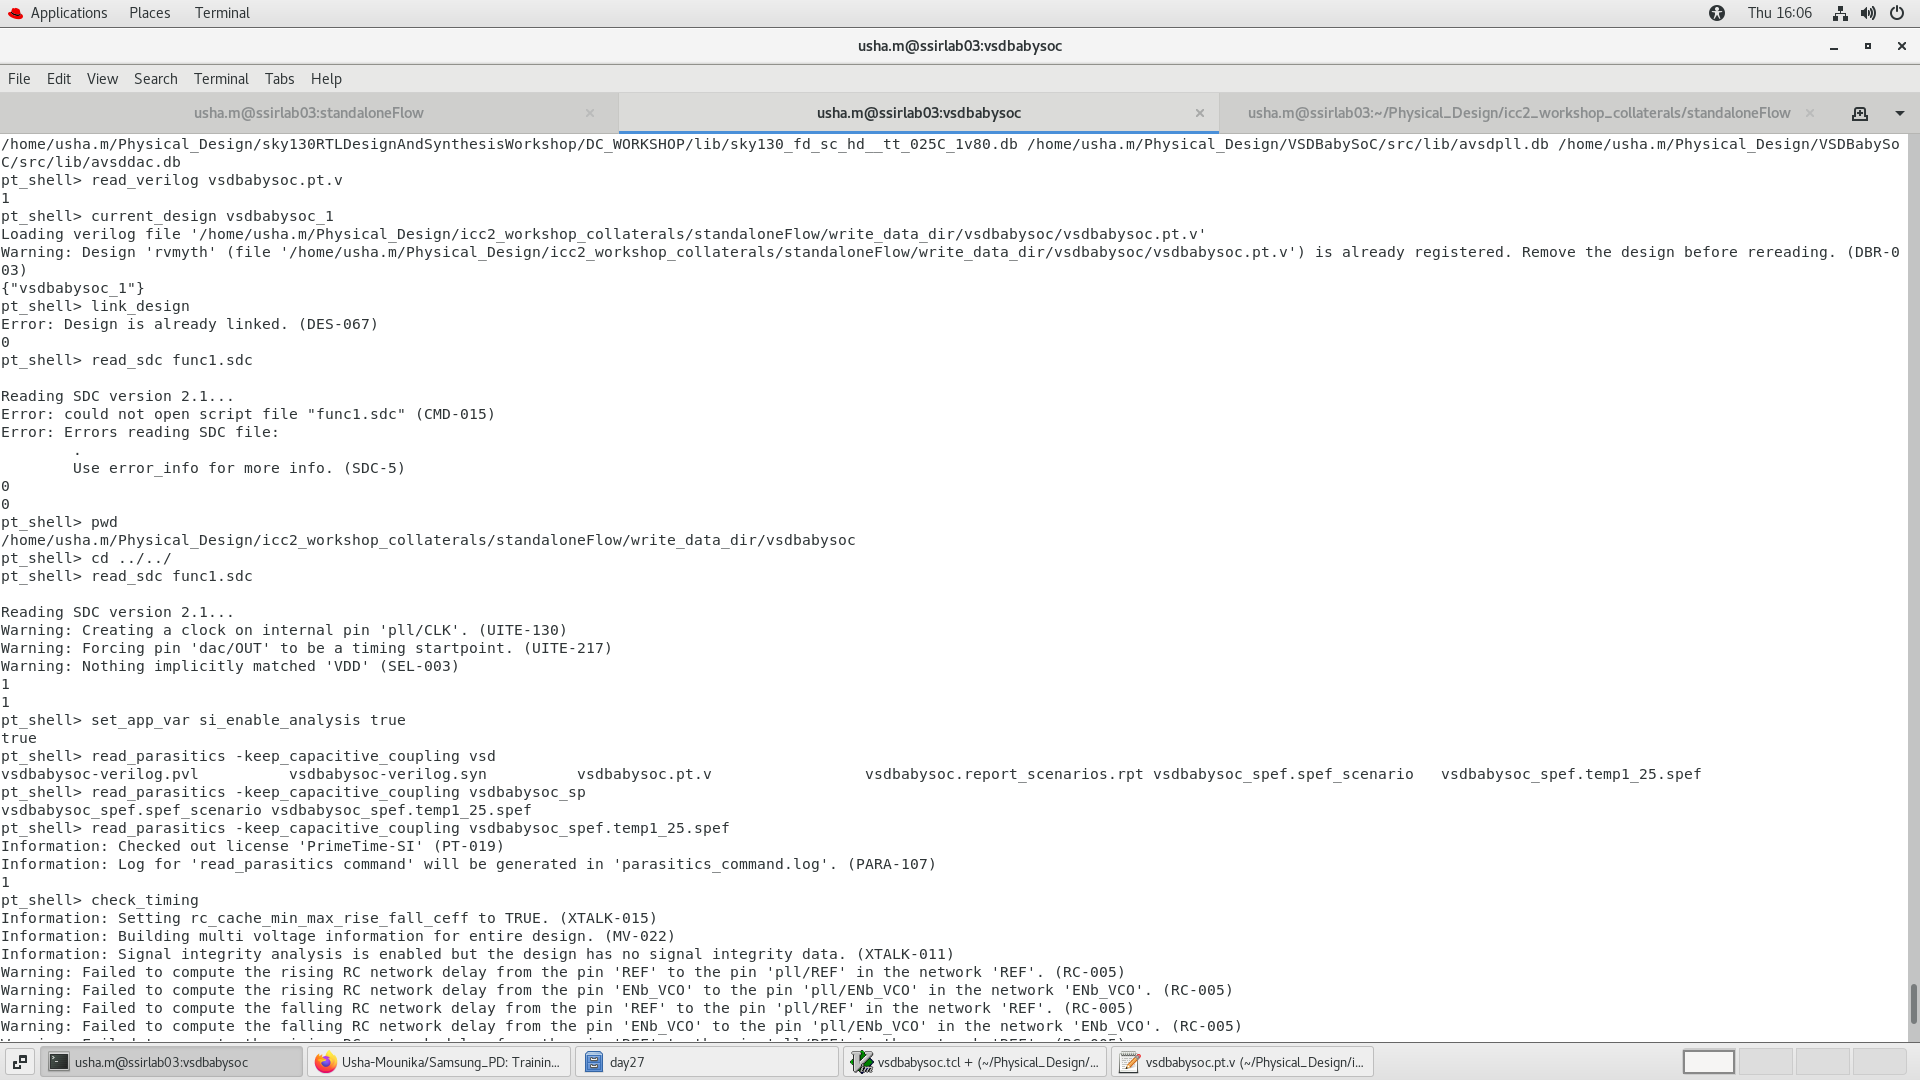 Applications Places Terminal Thu 16:06
usha.m@ssirlab03:vsdbabysoc
File Edit View Search Terminal Tabs Help
usha.m@ssirlab03:standaloneFlow usha.m@ssirlab03:vsdbabysoc usha.m@ssirlab03:~/Physical_Design/icc2_workshop_collaterals/standaloneFlow
/home/usha.m/Physical_Design/sky130RTLDesignAndSynthesisWorkshop/DC_WORKSHOP/lib/sky130_fd_sc_hd__tt_025C_1v80.db /home/usha.m/Physical_Design/VSDBabySoC/src/lib/avsdpll.db /home/usha.m/Physical_Design/VSDBabySo
C/src/lib/avsddac.db
pt_shell> read_verilog vsdbabysoc.pt.v
1
pt_shell> current_design vsdbabysoc_1
Loading verilog file '/home/usha.m/Physical_Design/icc2_workshop_collaterals/standaloneFlow/write_data_dir/vsdbabysoc/vsdbabysoc.pt.v'
Warning: Design 'rvmyth' (file '/home/usha.m/Physical_Design/icc2_workshop_collaterals/standaloneFlow/write_data_dir/vsdbabysoc/vsdbabysoc.pt.v') is already registered. Remove the design before rereading. (DBR-0
03)
{"vsdbabysoc_1"}
pt_shell> link_design
Error: Design is already linked. (DES-067)
0
pt_shell> read_sdc func1.sdc
Reading SDC version 2.1...
Error: could not open script file "func1.sdc" (CMD-015)
Error: Errors reading SDC file:
.
Use error_info for more info. (SDC-5)
0
0
pt_shell> pwd
/home/usha.m/Physical_Design/icc2_workshop_collaterals/standaloneFlow/write_data_dir/vsdbabysoc
pt_shell> cd ../../
pt_shell> read_sdc func1.sdc
Reading SDC version 2.1...
Warning: Creating a clock on internal pin 'pll/CLK'. (UITE-130)
Warning: Forcing pin 'dac/OUT' to be a timing startpoint. (UITE-217)
Warning: Nothing implicitly matched 'VDD' (SEL-003)
1
1
pt_shell> set_app_var si_enable_analysis true
true
pt_shell> read_parasitics -keep_capacitive_coupling vsd
vsdbabysoc-verilog.pvl vsdbabysoc-verilog.syn vsdbabysoc.pt.v vsdbabysoc.report_scenarios.rpt vsdbabysoc_spef.spef_scenario vsdbabysoc_spef.temp1_25.spef
pt_shell> read_parasitics -keep_capacitive_coupling vsdbabysoc_sp
vsdbabysoc_spef.spef_scenario vsdbabysoc_spef.temp1_25.spef
pt_shell> read_parasitics -keep_capacitive_coupling vsdbabysoc_spef.temp1_25.spef
Information: Checked out license 'PrimeTime-SI' (PT-019)
Information: Log for 'read_parasitics command' will be generated in 'parasitics_command.log'. (PARA-107)
1
pt_shell> check_timing
Information: Setting rc_cache_min_max_rise_fall_ceff to TRUE. (XTALK-015)
Information: Building multi voltage information for entire design. (MV-022)
Information: Signal integrity analysis is enabled but the design has no signal integrity data. (XTALK-011)
Warning: Failed to compute the rising RC network delay from the pin 'REF' to the pin 'pll/REF' in the network 'REF'. (RC-005)
Warning: Failed to compute the rising RC network delay from the pin 'ENb_VCO' to the pin 'pll/ENb_VCO' in the network 'ENb_VCO'. (RC-005)
Warning: Failed to compute the falling RC network delay from the pin 'REF' to the pin 'pll/REF' in the network 'REF'. (RC-005)
Warning: Failed to compute the falling RC network delay from the pin 'ENb_VCO' to the pin 'pll/ENb_VCO' in the network 'ENb_VCO'. (RC-005)
usha.m@ssirlab03:vsdbabysoc Usha-Mounika/Samsung_PD: Trainin... day27 vsdbabysoc.tcl + (~/Physical_Design/... vsdbabysoc.pt.v (~/Physical_Design/i...